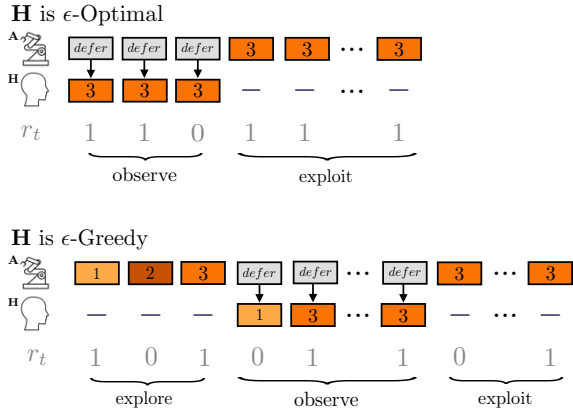 H is ϵ-Optimal
A defer defer defer 3 3 ... 3
H 3 3 3 — — ... —
r_t 1 1 0 1 1 1
observe exploit
H is ϵ-Greedy
A 1 2 3 defer defer ... defer 3 ... 3
H — — — 1 3 ... 3 — ... —
r_t 1 0 1 0 1 1 0 1
explore observe exploit